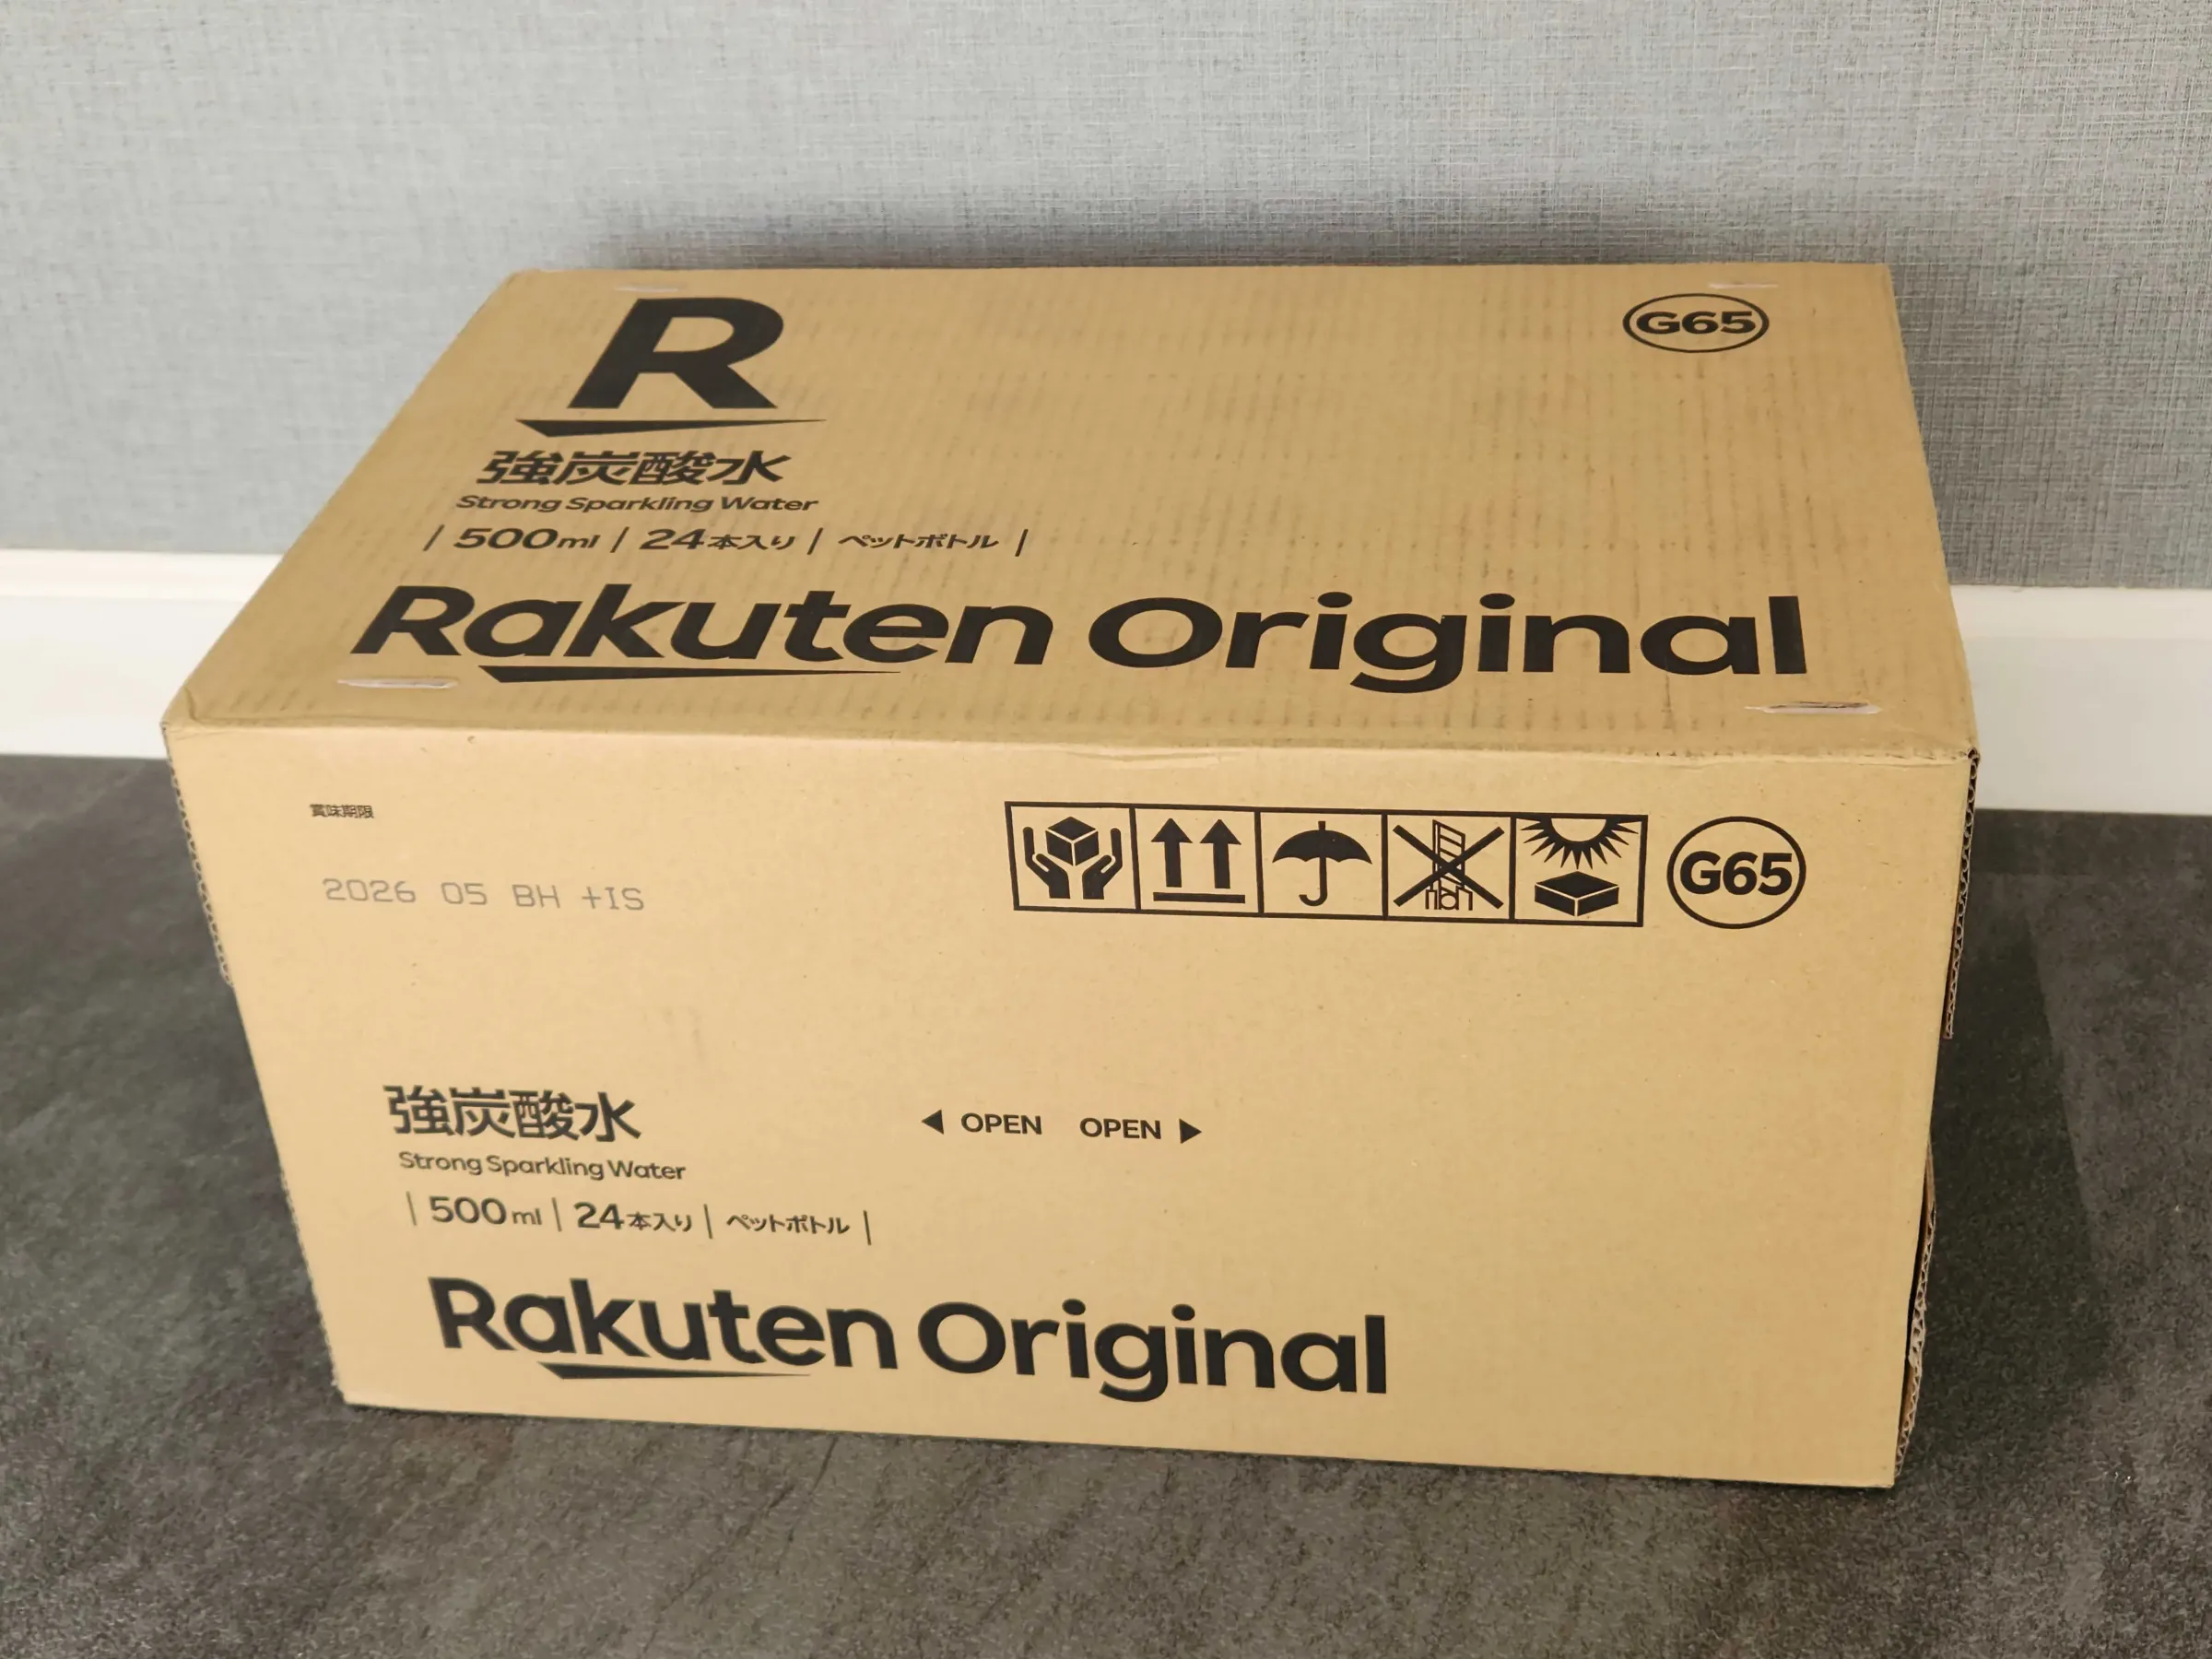 R
G65
強炭酸水
Strong Sparkling Water
| 500ml | 24本入り | ペットボトル |
Rakuten Original
賞味期限
2026 05 BH +IS
G65
強炭酸水
Strong Sparkling Water
| 500ml | 24本入り | ペットボトル |
◀ OPEN OPEN ▶
Rakuten Original